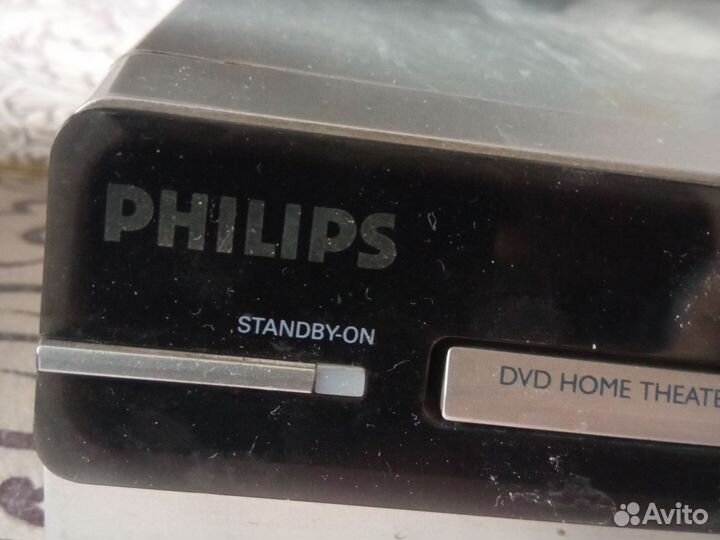 PHILIPS
STANDBY-ON
DVD HOME THEATE
Avito